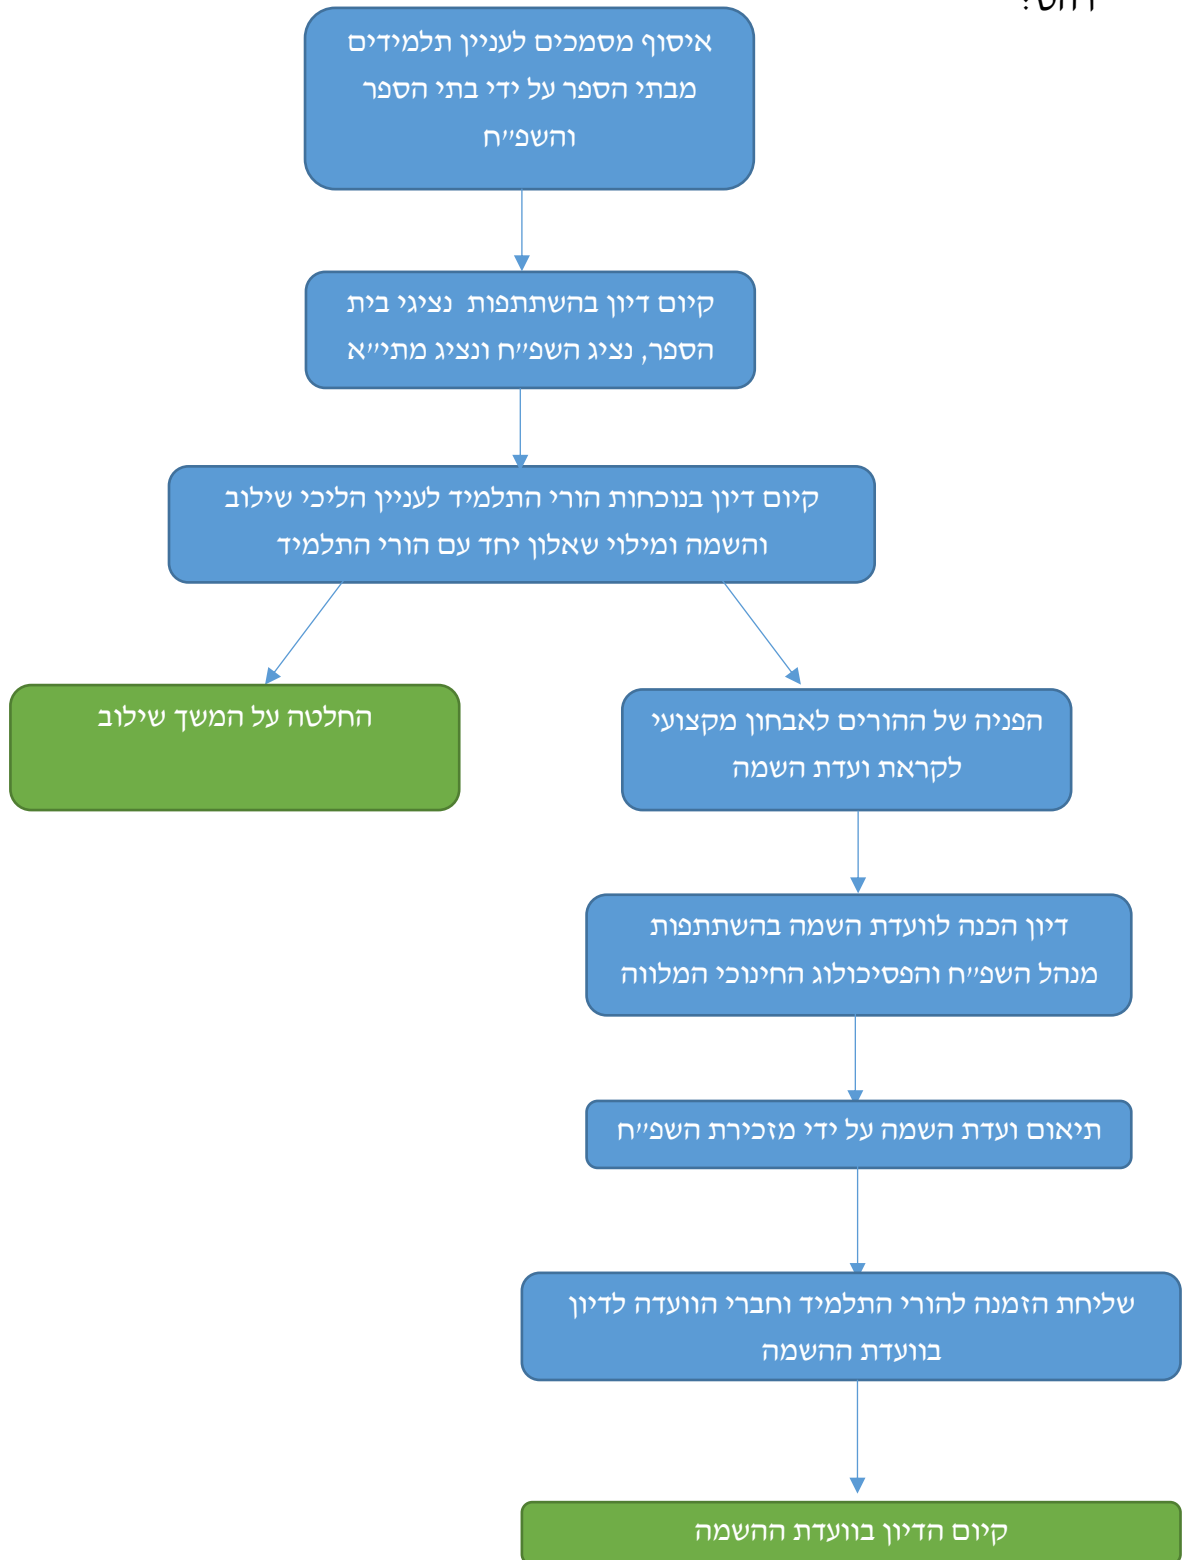 איסוף מסמכים לעניין תלמידים
מבתי הספר על ידי בתי הספר
והשפ״ח
קיום דיון בהשתתפות נציגי בית
הספר, נציג השפ״ח ונציג מתי״א
קיום דיון בנוכחות הורי התלמיד לעניין הליכי שילוב
והשמה ומילוי שאלון יחד עם הורי התלמיד
החלטה על המשך שילוב
הפניה של ההורים לאבחון מקצועי
לקראת ועדת השמה
דיון הכנה לוועדת השמה בהשתתפות
מנהל השפ״ח והפסיכולוג החינוכי המלווה
תיאום ועדת השמה על ידי מזכירת השפ״ח
שליחת הזמנה להורי התלמיד וחברי הוועדה לדיון
בוועדת ההשמה
קיום הדיון בוועדת ההשמה